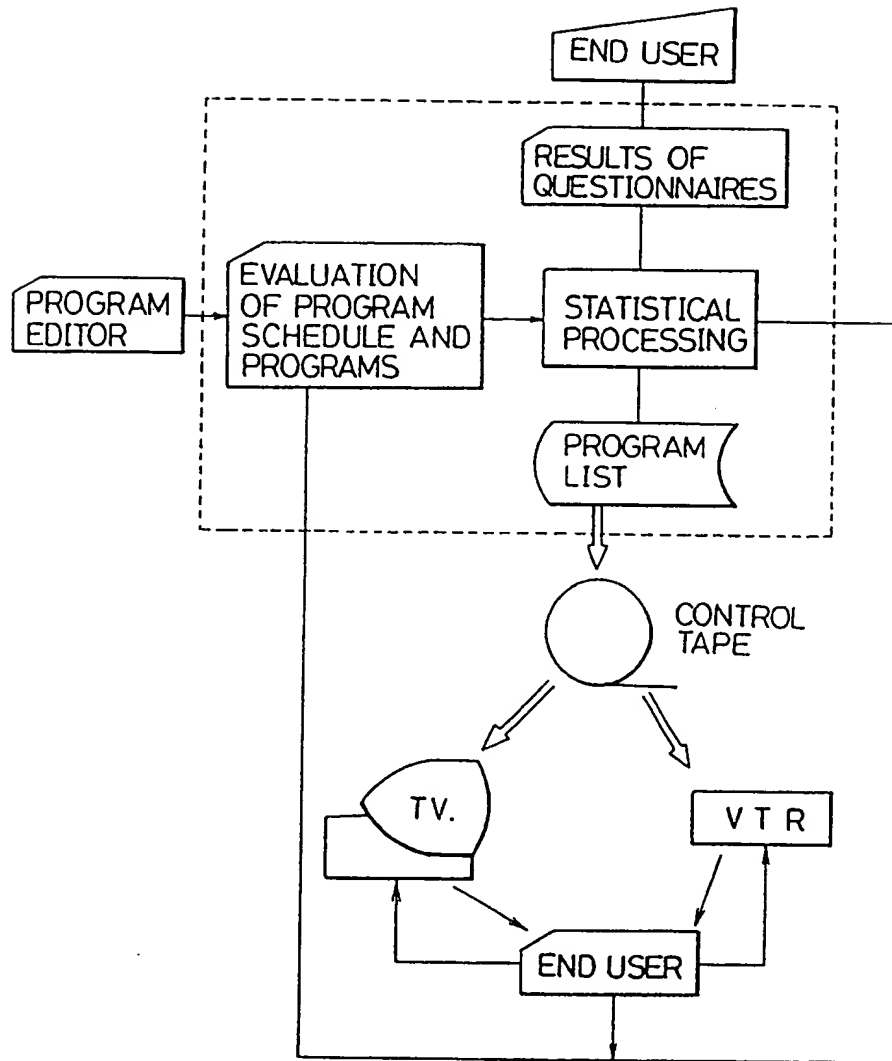 END USER
RESULTS OF
QUESTIONNAIRES
EVALUATION
OF PROGRAM
SCHEDULE AND
PROGRAMS
PROGRAM
EDITOR
STATISTICAL
PROCESSING
PROGRAM
LIST
CONTROL
TAPE
TV.
VTR
END USER